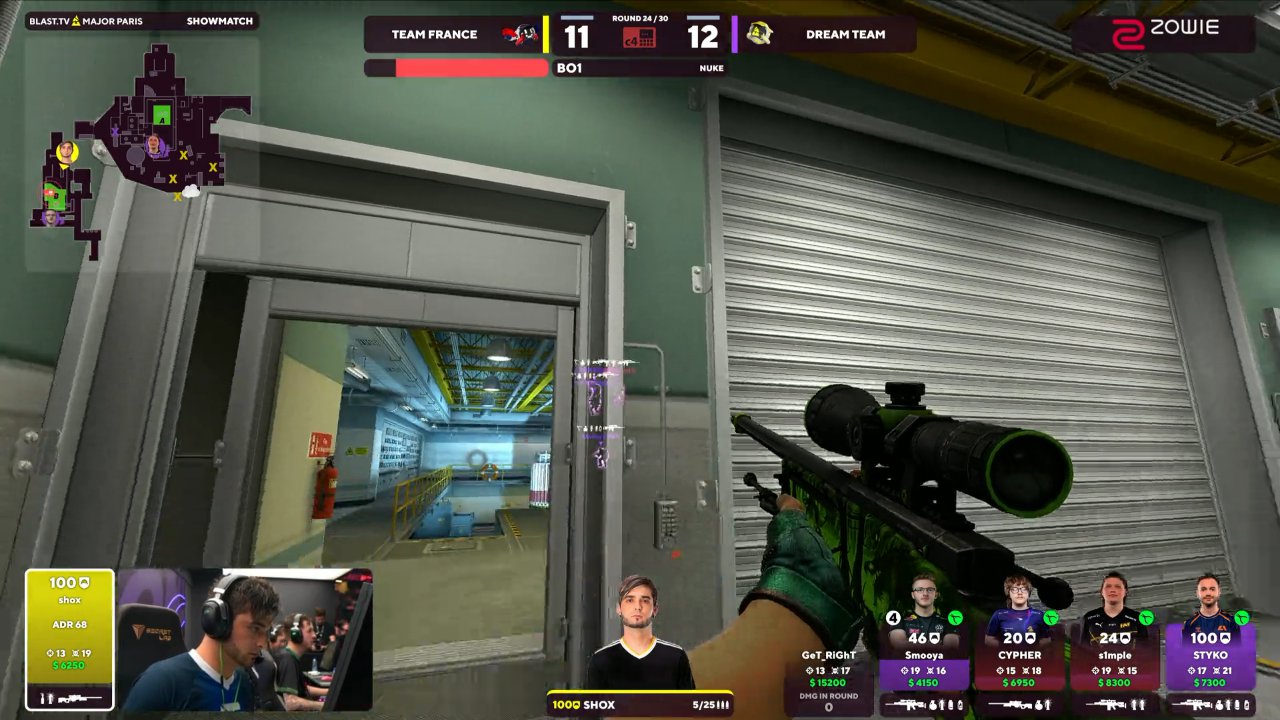 BLAST.TV MAJOR PARIS SHOWMATCH
TEAM FRANCE 11 ROUND 24 / 30 12 DREAM TEAM
C4
BO1 NUKE
ZOWIE
A
100
shox
ADR 68
13 19
$ 6250
SECRET LAB
100 SHOX 5/25
GeT_RiGhT
13 17
$ 15200
DMG IN ROUND
0
4
46
Smooya
19 16
$ 4150
20
CYPHER
15 18
$ 6950
24
s1mple
19 15
$ 8300
100
STYKO
17 21
$ 7300